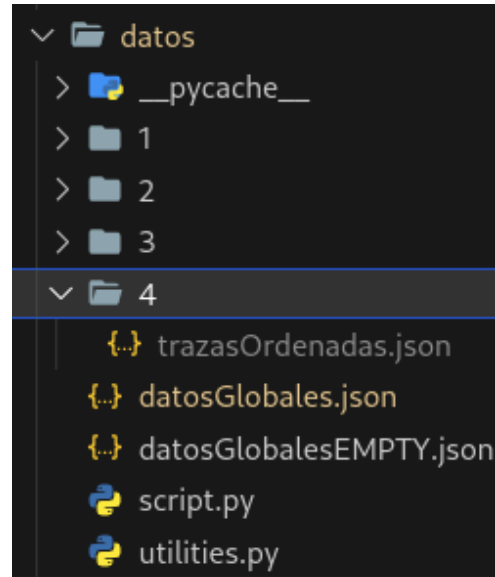 datos
__pycache__
1
2
3
4
trazasOrdenadas.json
datosGlobales.json
datosGlobalesEMPTY.json
script.py
utilities.py